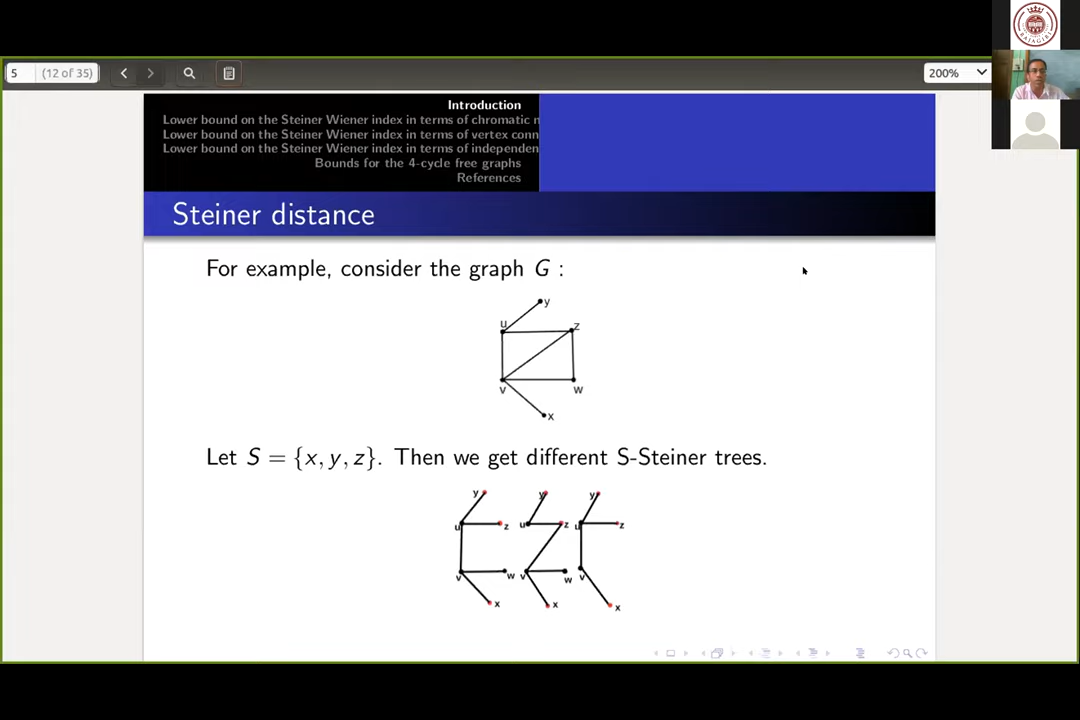 5 (12 of 35) 200%
Introduction
Lower bound on the Steiner Wiener index in terms of chromatic n
Lower bound on the Steiner Wiener index in terms of vertex conn
Lower bound on the Steiner Wiener index in terms of independen
Bounds for the 4-cycle free graphs
References
Steiner distance
For example, consider the graph G :
y
u z
v w
x
Let S = {x, y, z}. Then we get different S-Steiner trees.
y y y
u z u z u z
v w v w v
x x x
RAJAGIRI